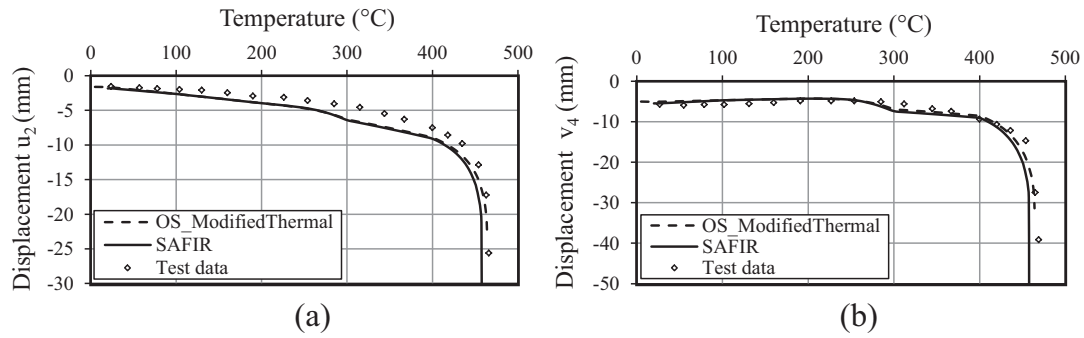 Temperature (°C)
0 100 200 300 400 500
0
-5
-10
-15
-20
-25
-30
Displacement u2 (mm)
OS_ModifiedThermal
SAFIR
Test data
(a)
Temperature (°C)
0 100 200 300 400 500
0
-10
-20
-30
-40
-50
Displacement v4 (mm)
OS_ModifiedThermal
SAFIR
Test data
(b)